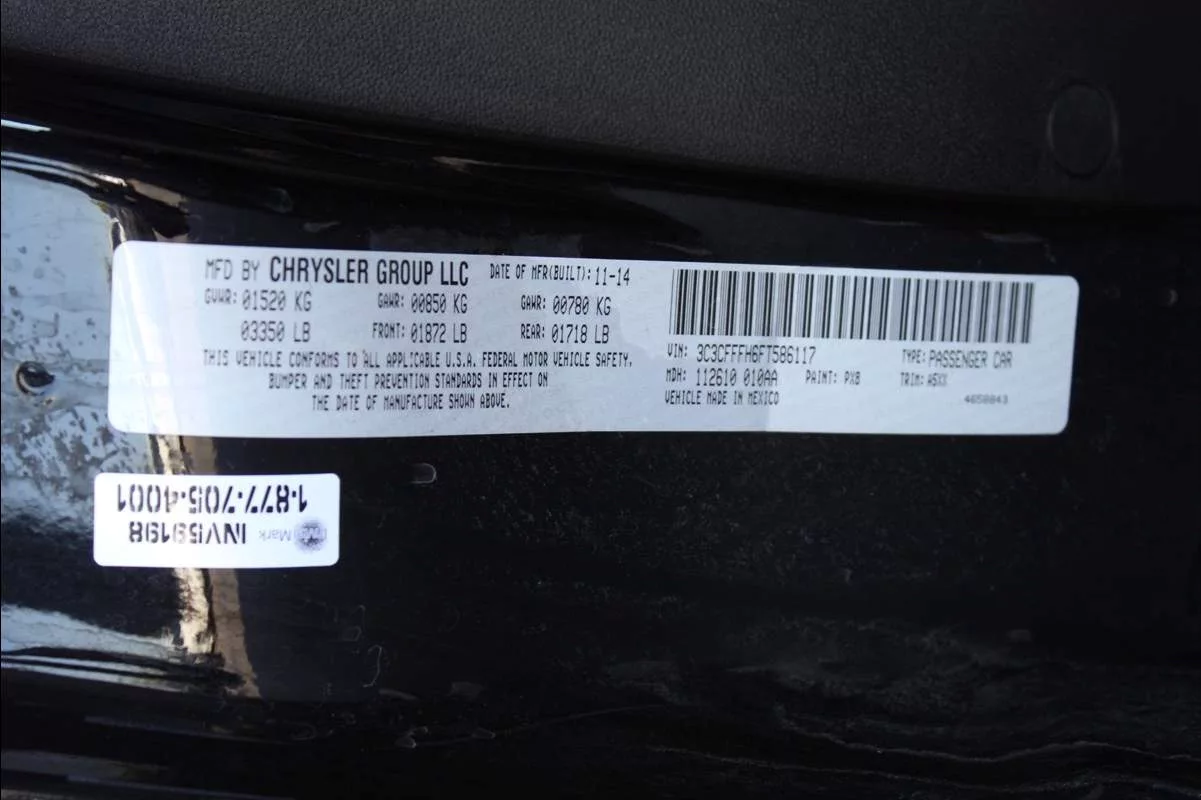 MFD BY CHRYSLER GROUP LLC DATE OF MFR(BUILT): 11-14
GVWR: 01520 KG GAWR: 00850 KG GAWR: 00780 KG
03350 LB FRONT: 01872 LB REAR: 01718 LB
THIS VEHICLE CONFORMS TO ALL APPLICABLE U.S.A. FEDERAL MOTOR VEHICLE SAFETY,
BUMPER AND THEFT PREVENTION STANDARDS IN EFFECT ON
THE DATE OF MANUFACTURE SHOWN ABOVE.
VIN: 3C3CFFFH6FT586117 TYPE: PASSENGER CAR
MDH: 112610 010AA PAINT: PX8 TRIM: A5XX
VEHICLE MADE IN MEXICO 4658843
Mark INV59198
1-877-705-4001